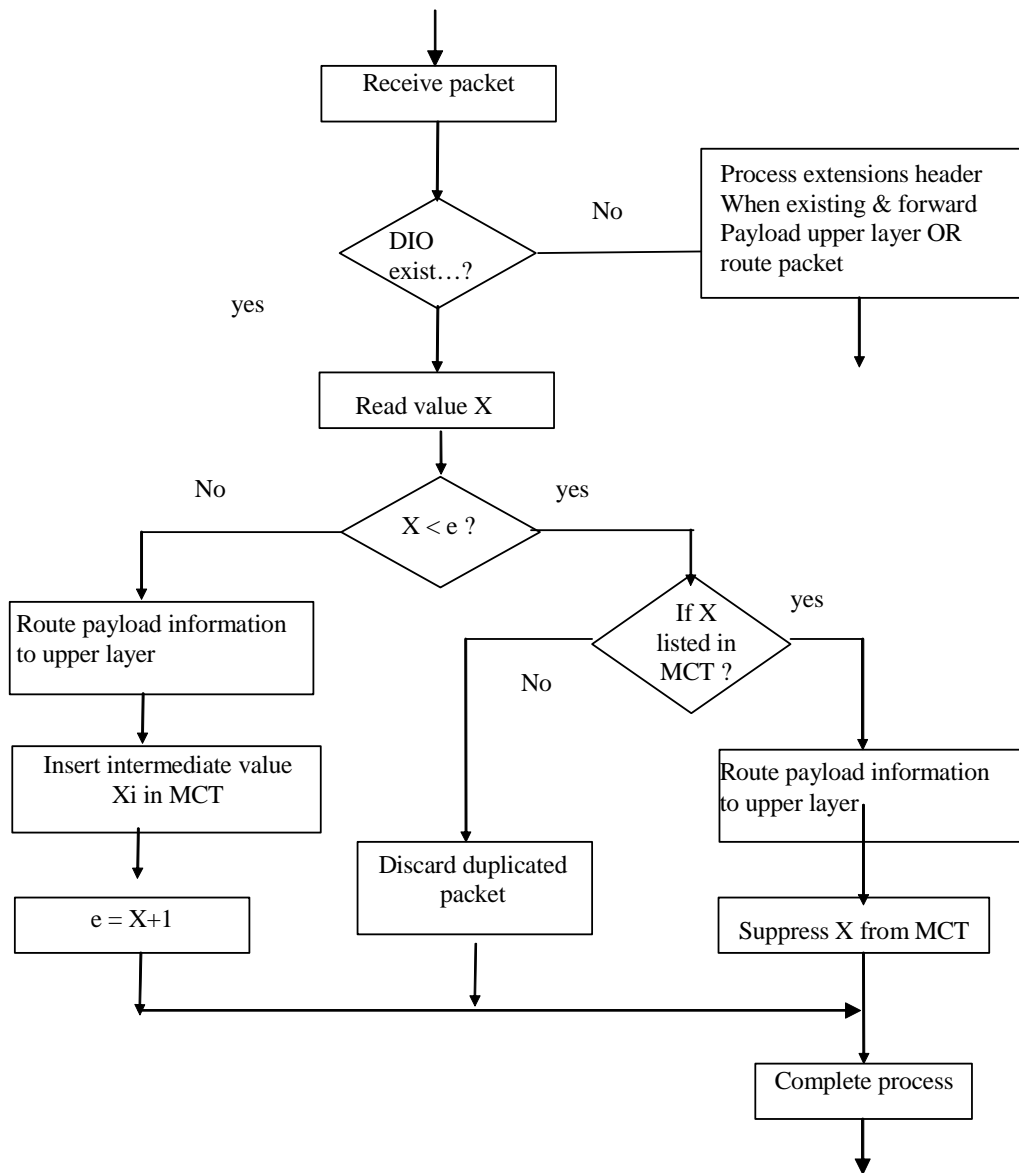 Receive packet
Process extensions header
When existing & forward
Payload upper layer OR
route packet
No
DIO
exist…?
yes
Read value X
No
yes
X < e ?
Route payload information
to upper layer
If X
listed in
MCT ?
yes
No
Insert intermediate value
Xi in MCT
Route payload information
to upper layer
Discard duplicated
packet
e = X+1
Suppress X from MCT
Complete process